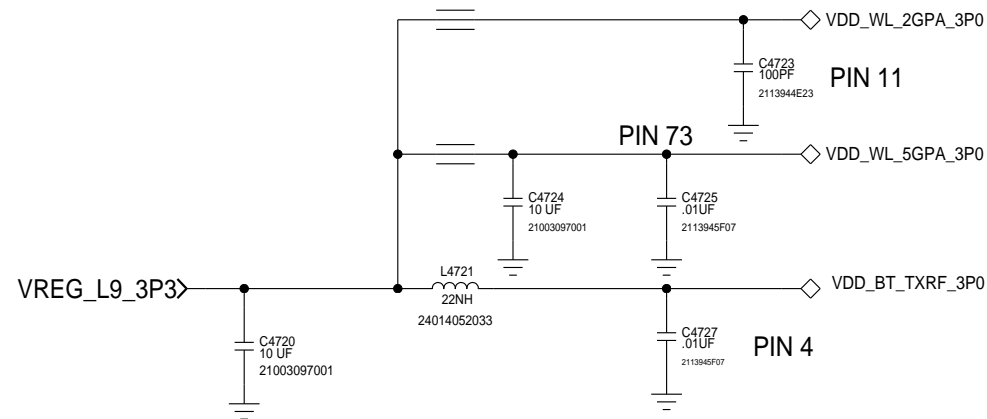 VDD_WL_2GPA_3P0
C4723
100PF
2113944E23
PIN 11
PIN 73
VDD_WL_5GPA_3P0
C4724
10 UF
21003097001
C4725
.01UF
2113945F07
VREG_L9_3P3
L4721
22NH
24014052033
VDD_BT_TXRF_3P0
C4720
10 UF
21003097001
C4727
.01UF
2113945F07
PIN 4